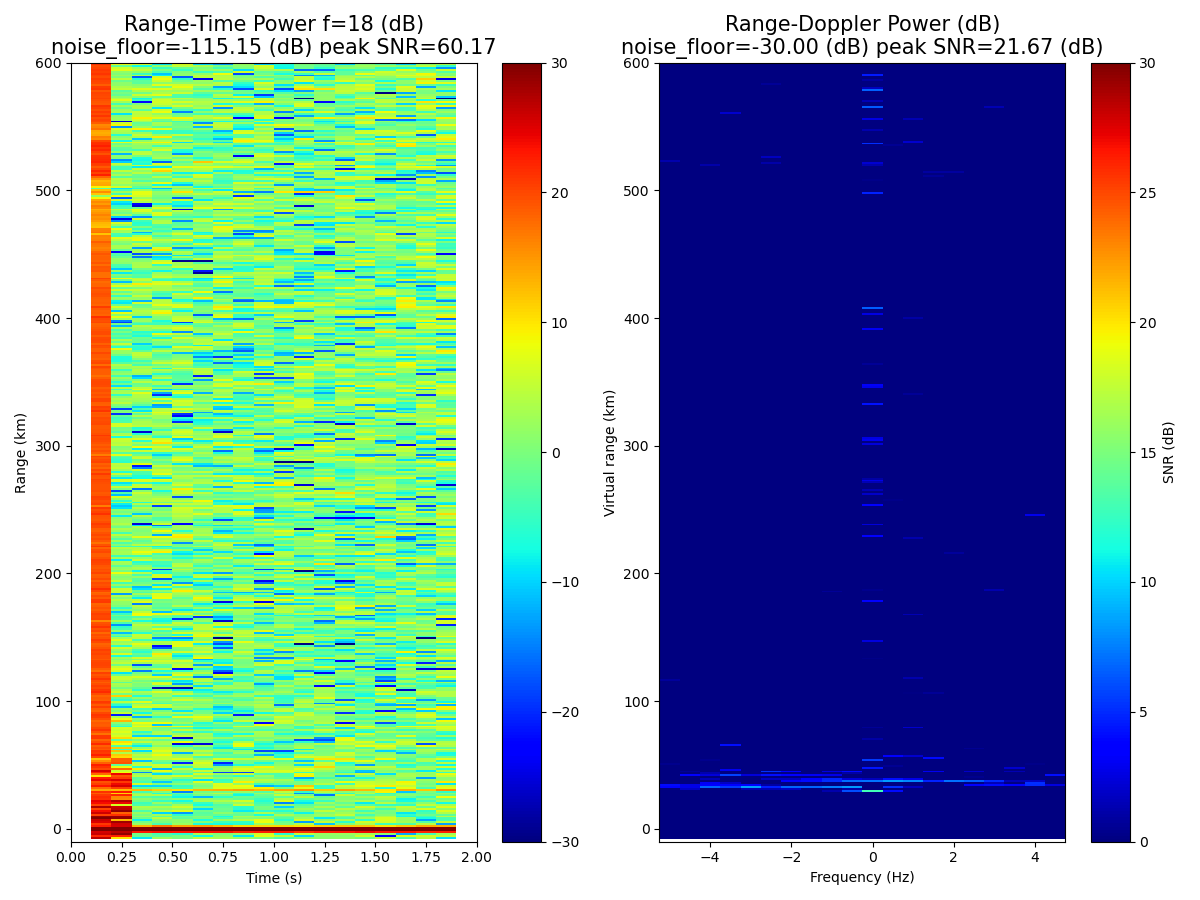 Range-Time Power f=18 (dB)
noise_floor=-115.15 (dB) peak SNR=60.17
Range (km)
600
500
400
300
200
100
0
0.00 0.25 0.50 0.75 1.00 1.25 1.50 1.75 2.00
Time (s)
30
20
10
0
−10
−20
−30
Range-Doppler Power (dB)
noise_floor=-30.00 (dB) peak SNR=21.67 (dB)
Virtual range (km)
600
500
400
300
200
100
0
−4 −2 0 2 4
Frequency (Hz)
30
25
20
15
10
5
0
SNR (dB)